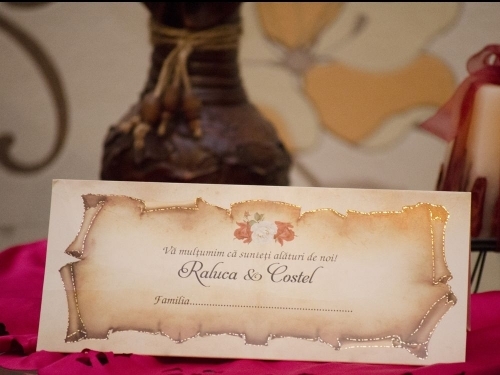 Vă mulțumim că sunteți alături de noi!
Raluca & Costel
Familia.......................................................